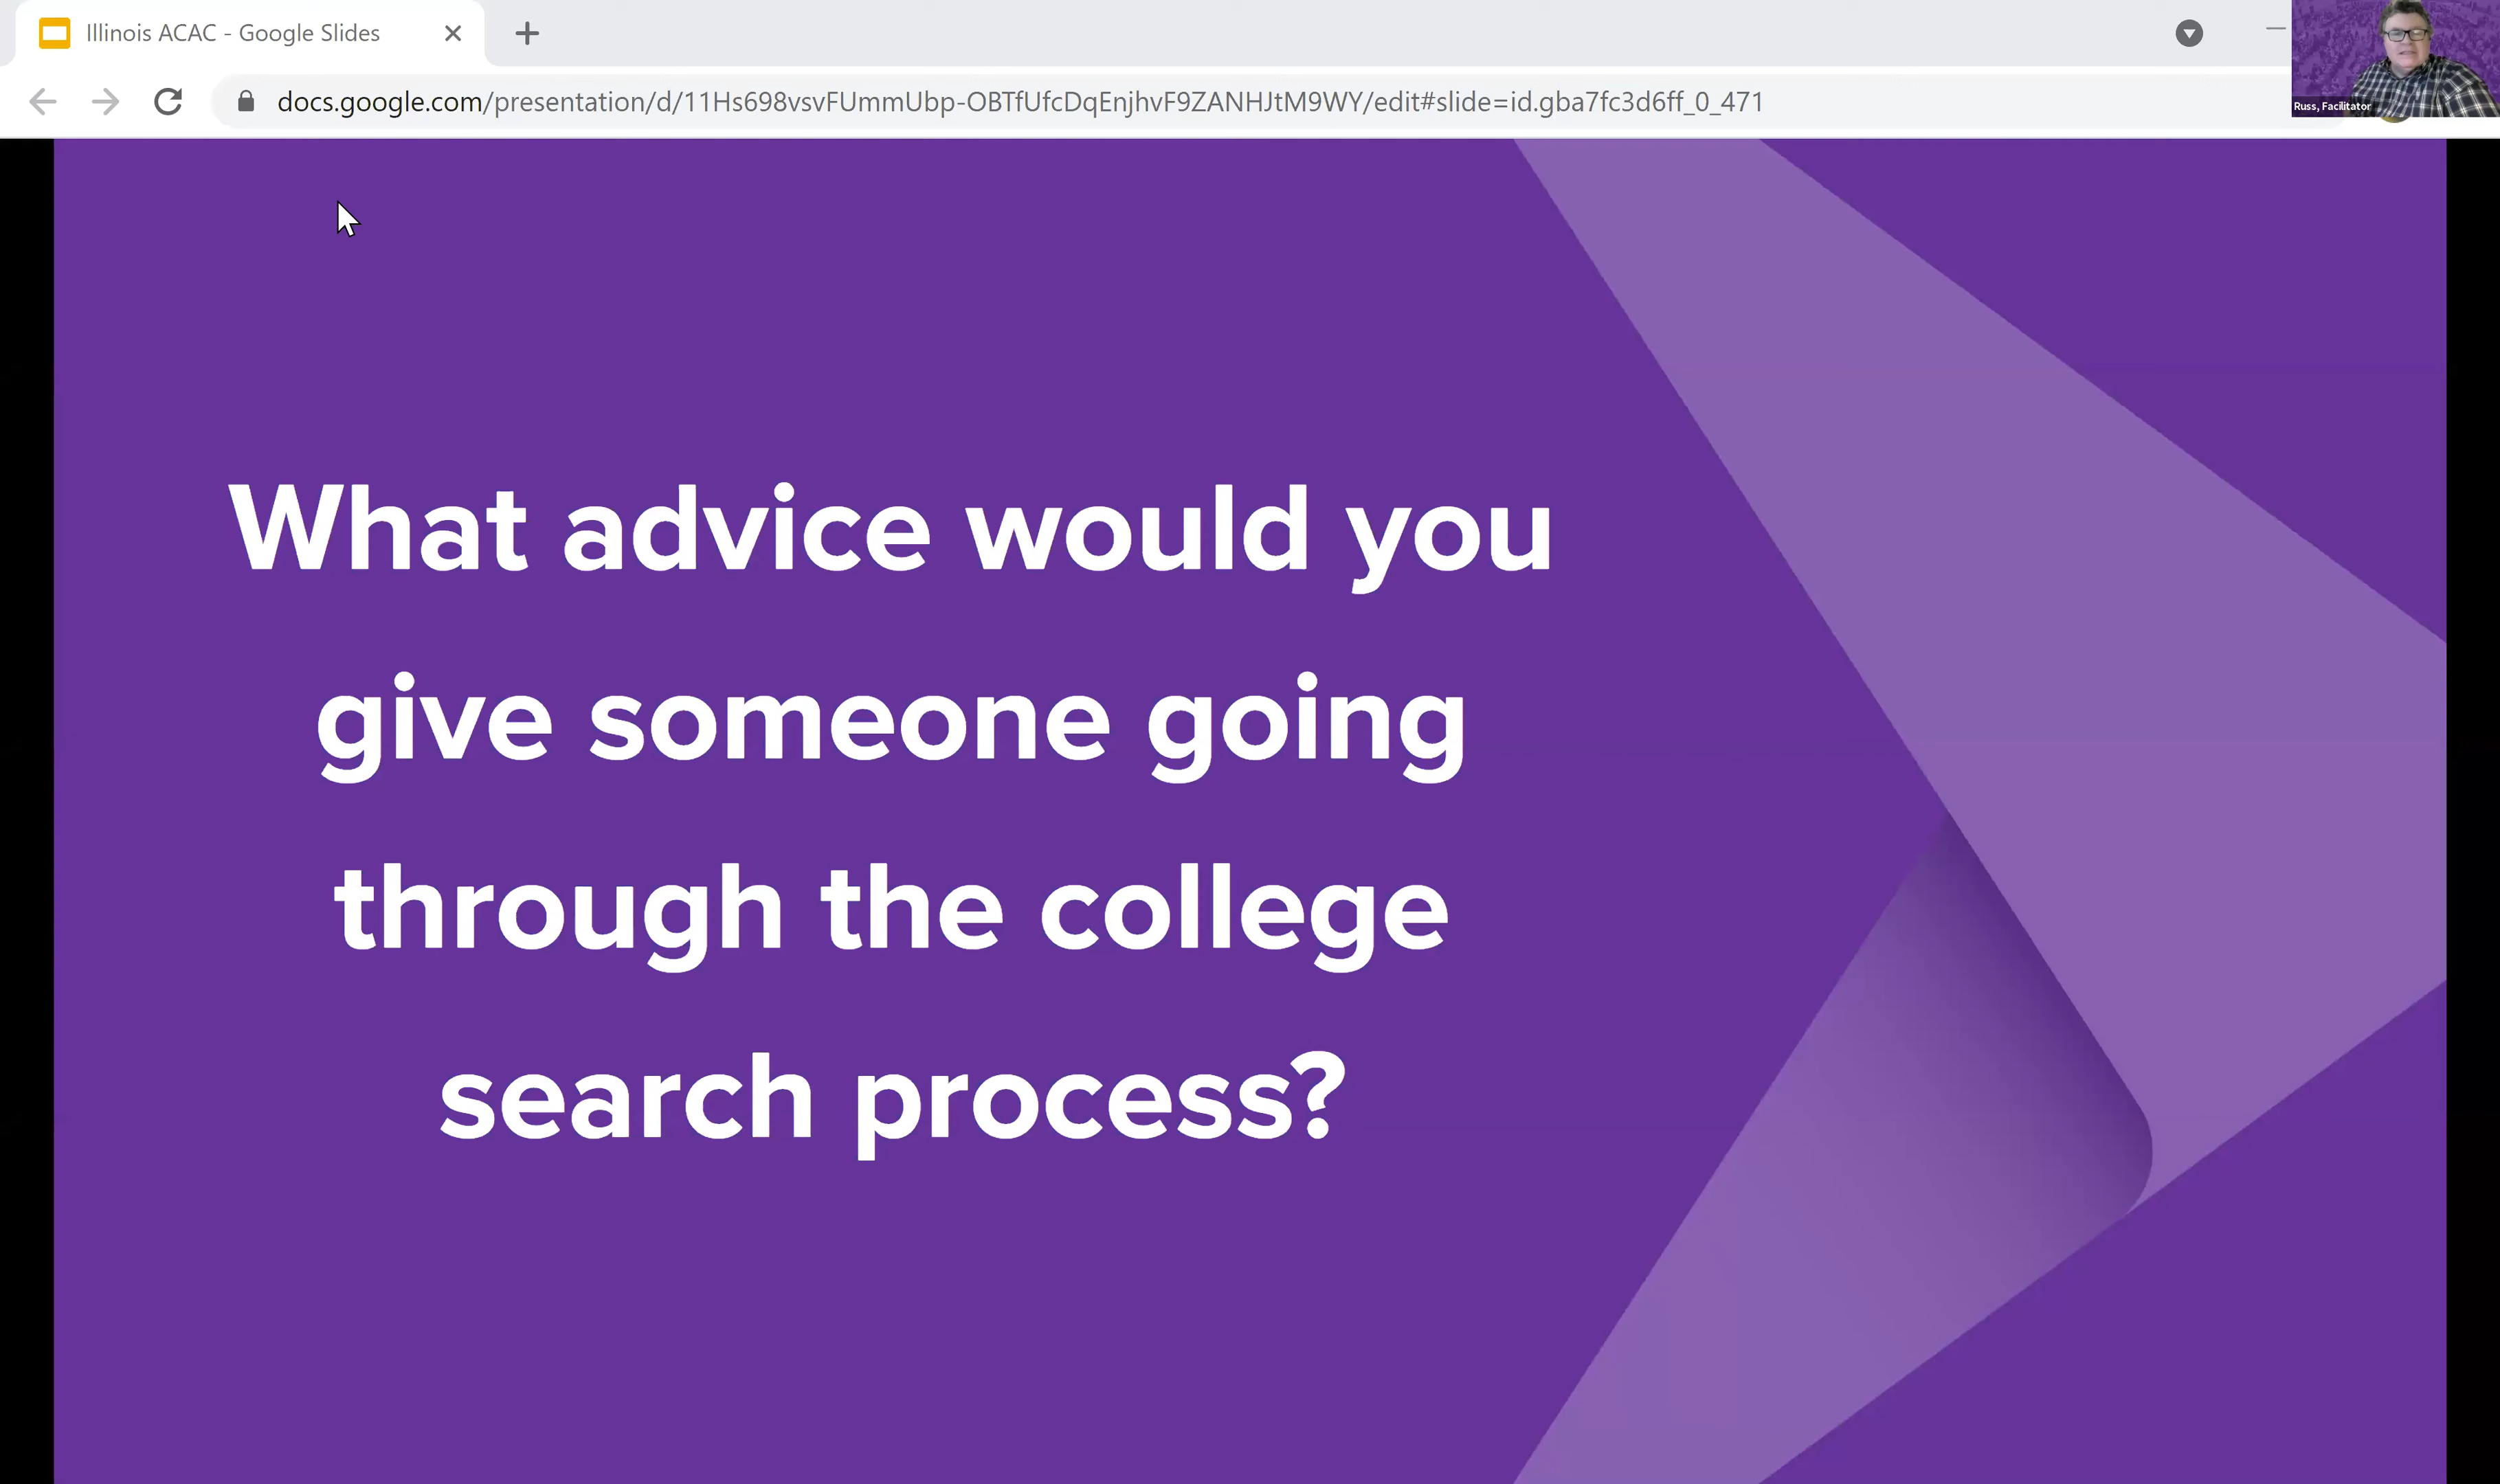 Illinois ACAC - Google Slides
docs.google.com/presentation/d/11Hs698vsvFUmmUbp-OBTfUfcDqEnjhvF9ZANHJtM9WY/edit#slide=id.gba7fc3d6ff_0_471
Russ, Facilitator
What advice would you
give someone going
through the college
search process?